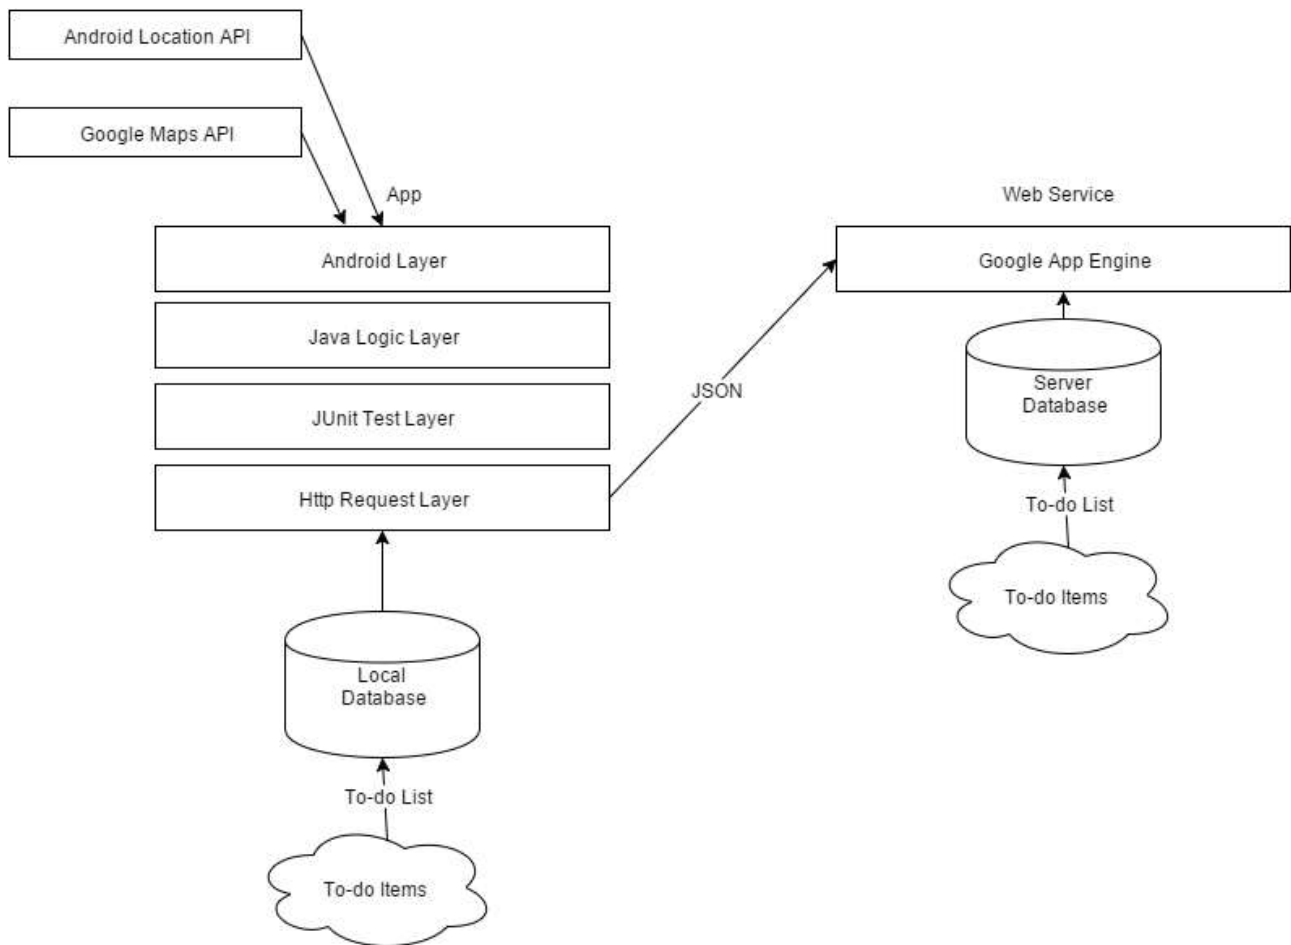 Android Location API
Google Maps API
App
Android Layer
Java Logic Layer
JUnit Test Layer
Http Request Layer
Local
Database
To-do List
To-do Items
JSON
Web Service
Google App Engine
Server
Database
To-do List
To-do Items